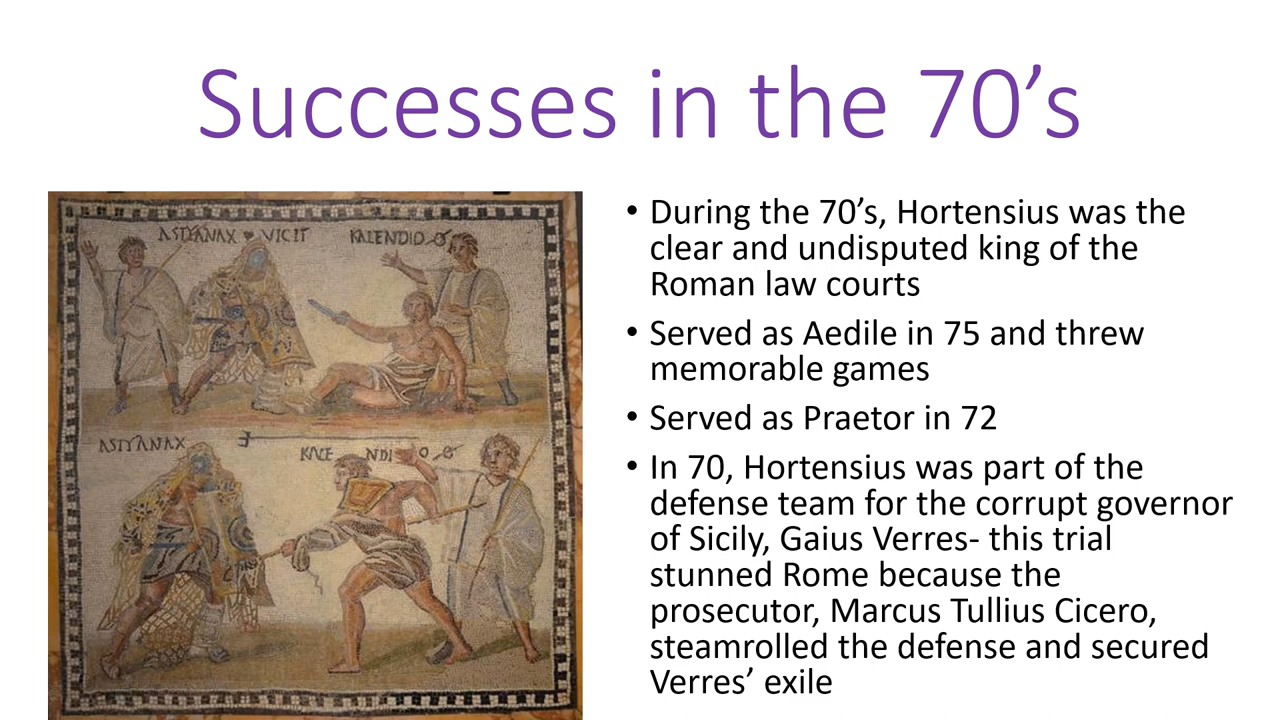 Successes in the 70’s
ASTYANAX VICIT KALENDIO
ASTYANAX
KALE NDI O
• During the 70’s, Hortensius was the
clear and undisputed king of the
Roman law courts
• Served as Aedile in 75 and threw
memorable games
• Served as Praetor in 72
• In 70, Hortensius was part of the
defense team for the corrupt governor
of Sicily, Gaius Verres- this trial
stunned Rome because the
prosecutor, Marcus Tullius Cicero,
steamrolled the defense and secured
Verres’ exile